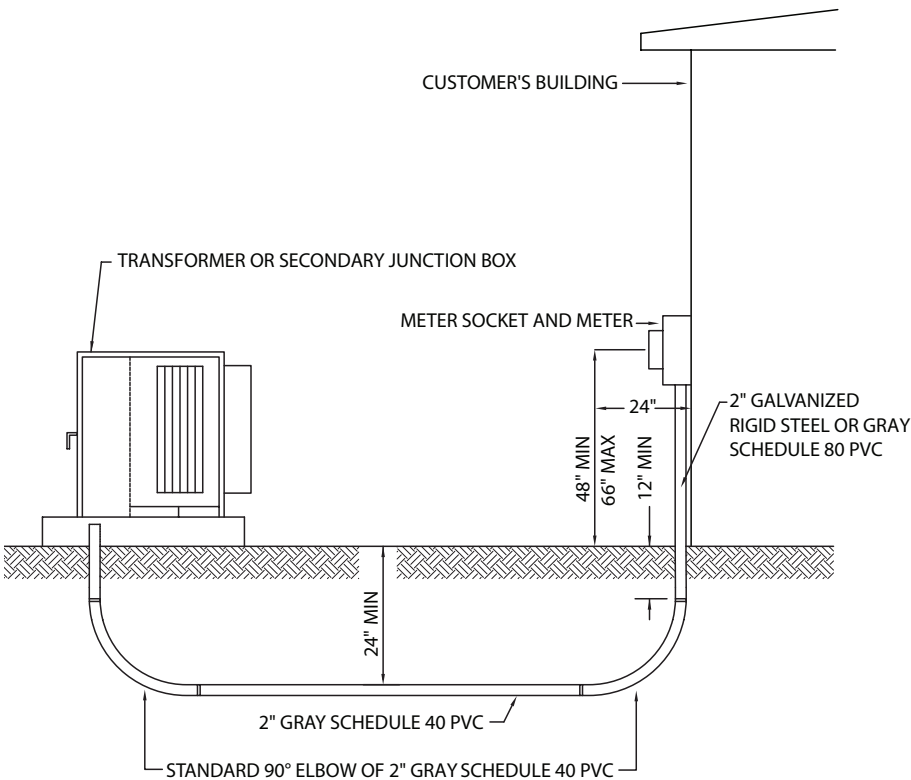 CUSTOMER'S BUILDING
TRANSFORMER OR SECONDARY JUNCTION BOX
METER SOCKET AND METER
24"
2" GALVANIZED
RIGID STEEL OR GRAY
SCHEDULE 80 PVC
48" MIN
66" MAX
12" MIN
24" MIN
2" GRAY SCHEDULE 40 PVC
STANDARD 90° ELBOW OF 2" GRAY SCHEDULE 40 PVC